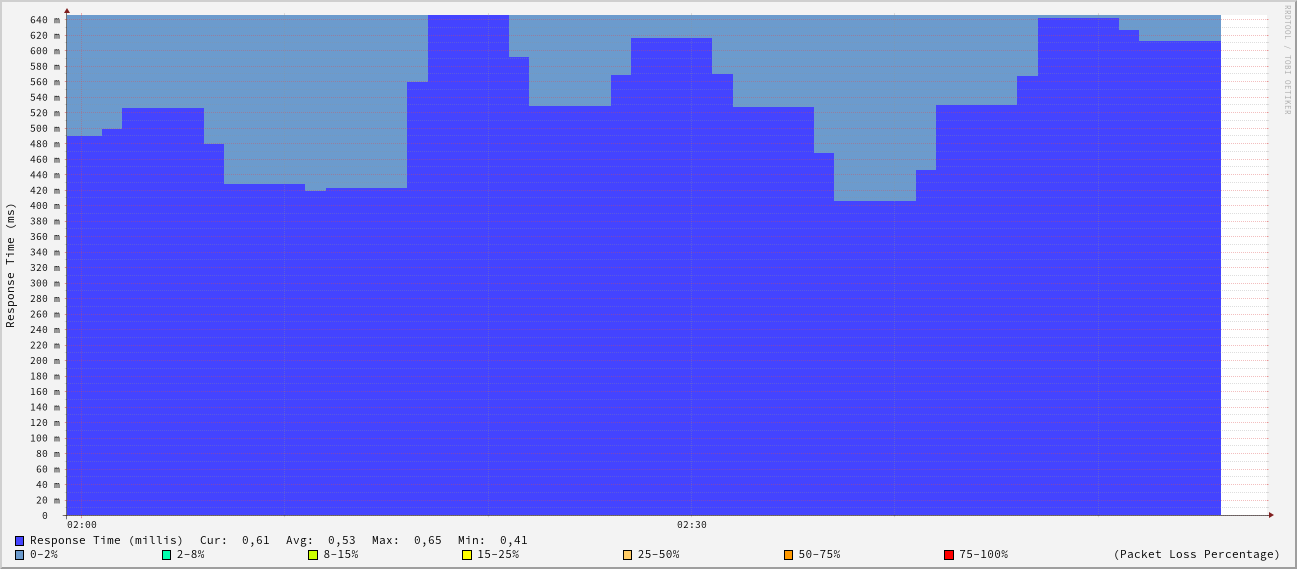 RRDTOOL / TOBI OETIKER
Response Time (ms)
640 m
620 m
600 m
580 m
560 m
540 m
520 m
500 m
480 m
460 m
440 m
420 m
400 m
380 m
360 m
340 m
320 m
300 m
280 m
260 m
240 m
220 m
200 m
180 m
160 m
140 m
120 m
100 m
80 m
60 m
40 m
20 m
0
02:00 02:30
Response Time (millis) Cur: 0,61 Avg: 0,53 Max: 0,65 Min: 0,41
0-2% 2-8% 8-15% 15-25% 25-50% 50-75% 75-100% (Packet Loss Percentage)